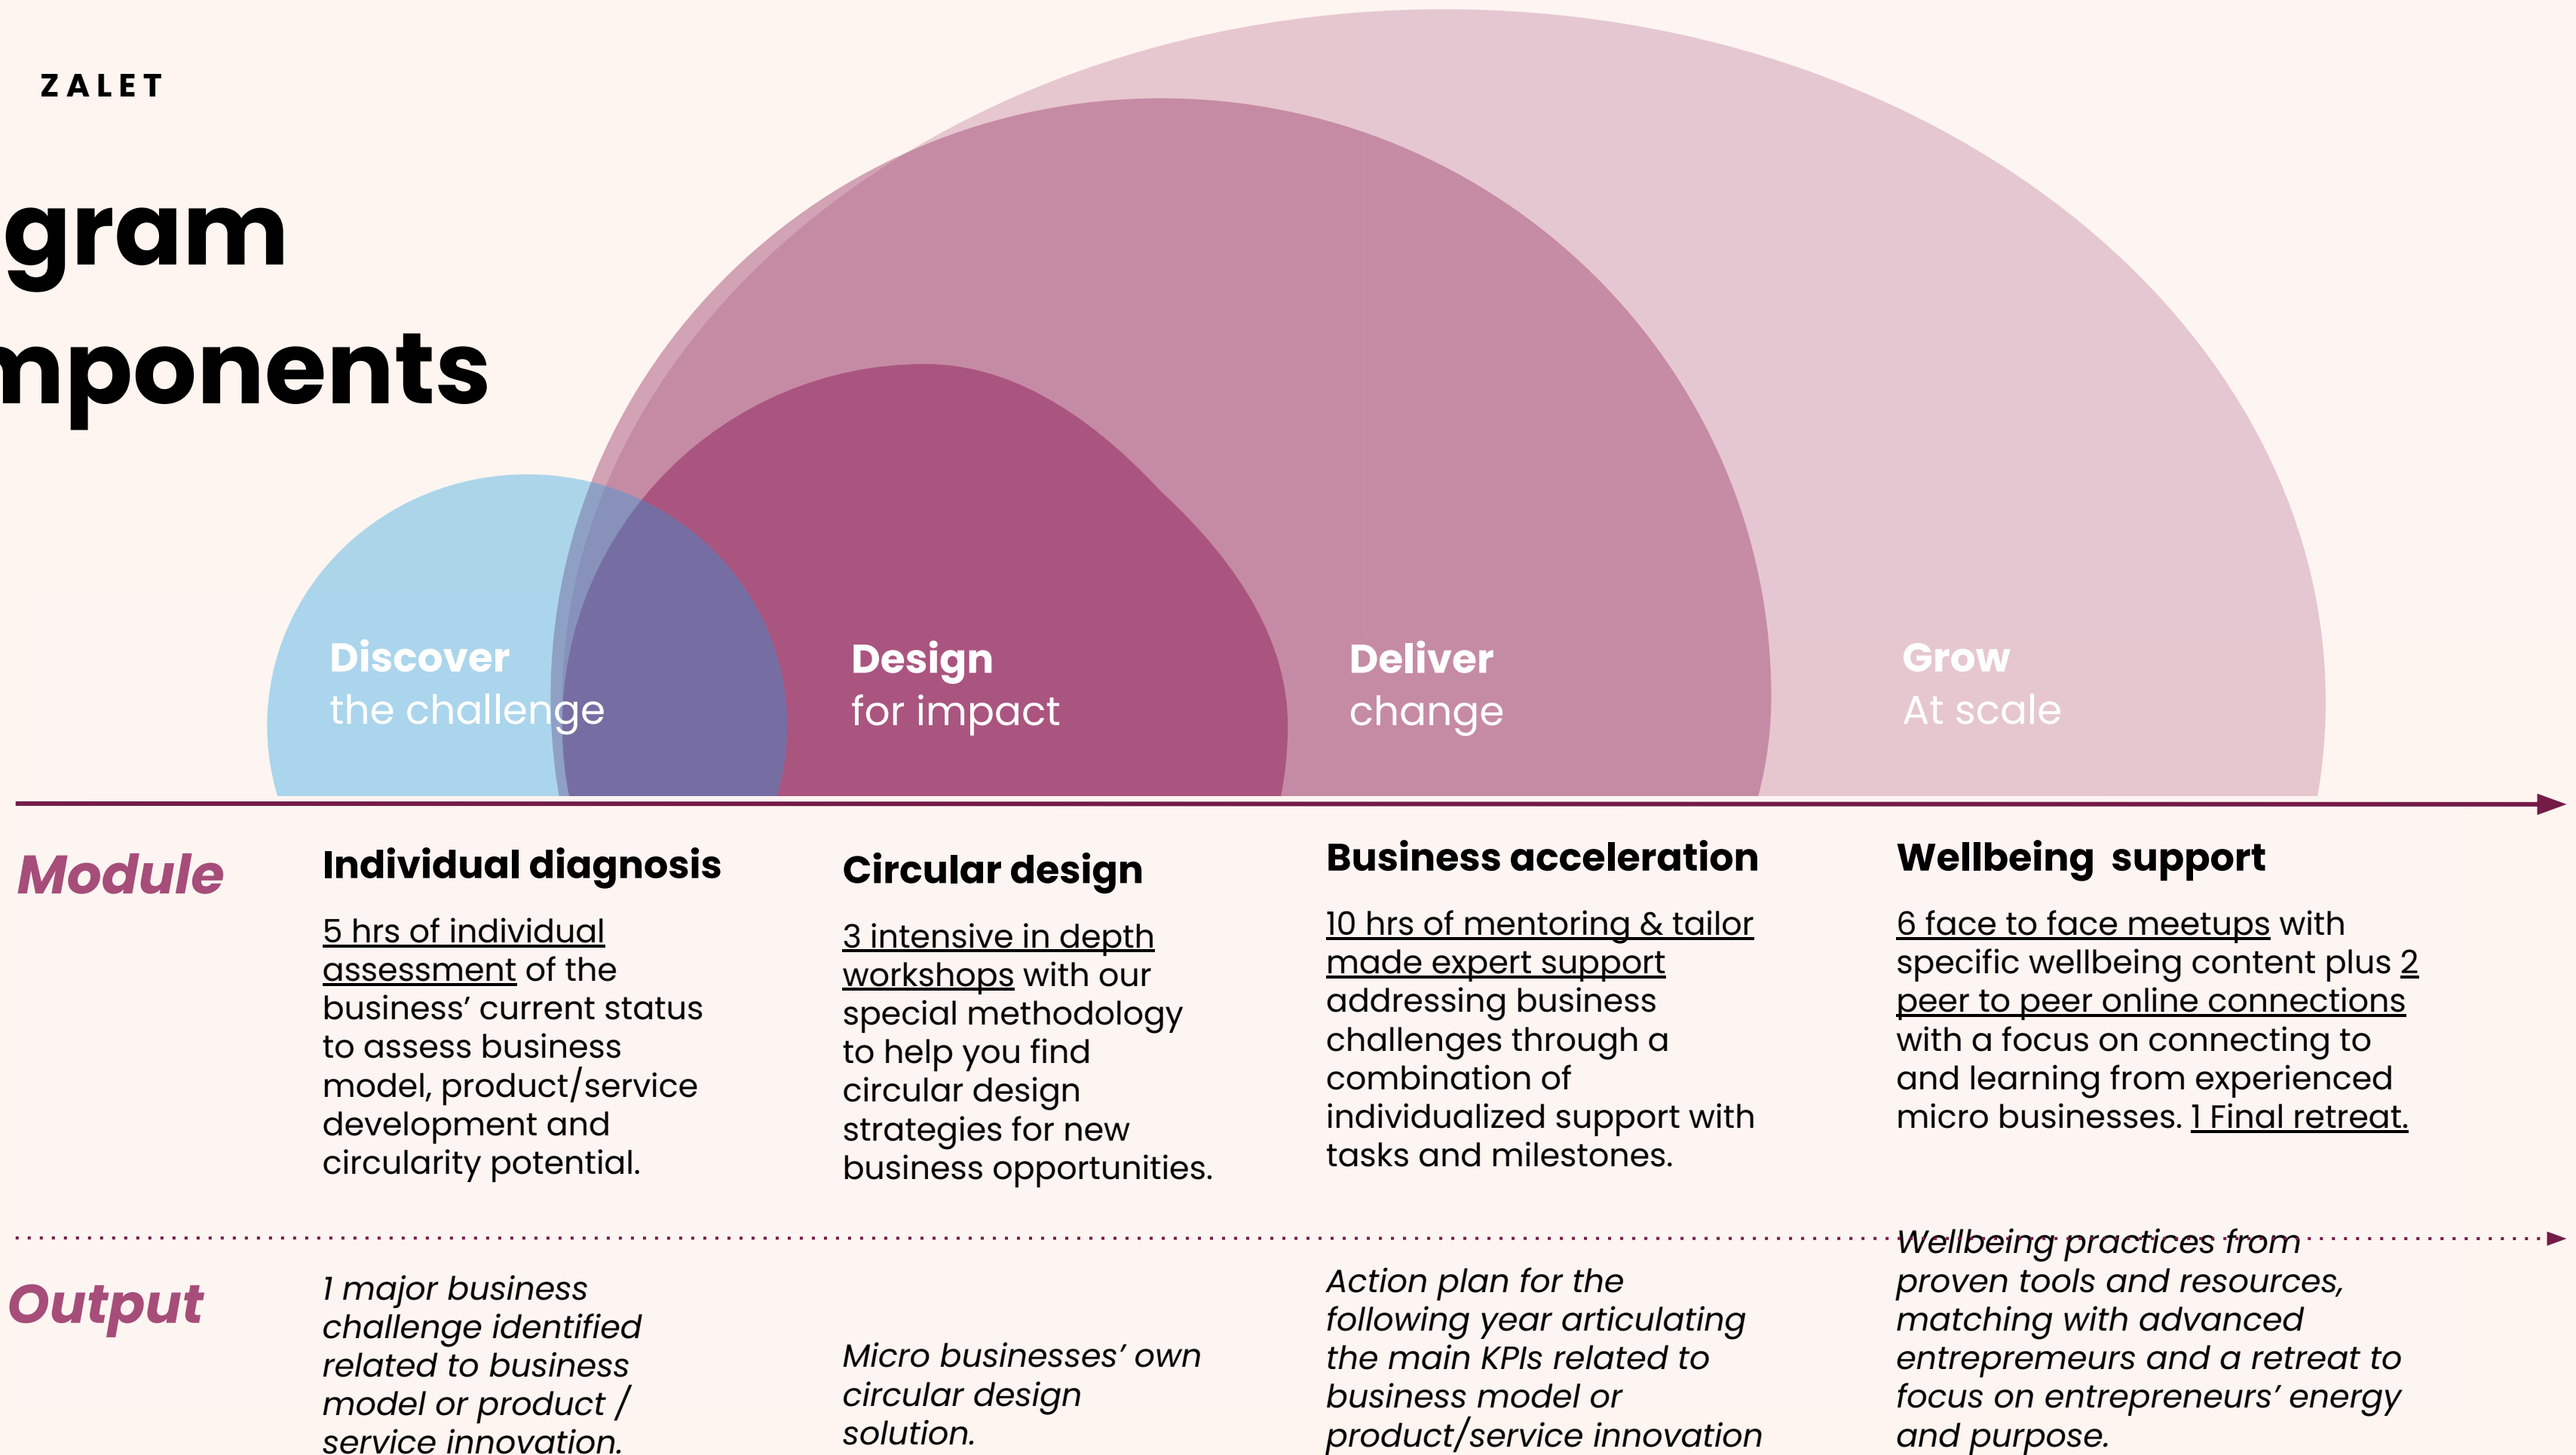 ZALET
gram
mponents
Discover
the challenge
Design
for impact
Deliver
change
Grow
At scale
Module
Individual diagnosis
5 hrs of individual
assessment of the
business’ current status
to assess business
model, product/service
development and
circularity potential.
Circular design
3 intensive in depth
workshops with our
special methodology
to help you find
circular design
strategies for new
business opportunities.
Business acceleration
10 hrs of mentoring & tailor
made expert support
addressing business
challenges through a
combination of
individualized support with
tasks and milestones.
Wellbeing  support
6 face to face meetups with
specific wellbeing content plus 2
peer to peer online connections
with a focus on connecting to
and learning from experienced
micro businesses. 1 Final retreat.
Output
1 major business
challenge identified
related to business
model or product /
service innovation.
Micro businesses’ own
circular design
solution.
Action plan for the
following year articulating
the main KPIs related to
business model or
product/service innovation
Wellbeing practices from
proven tools and resources,
matching with advanced
entrepremeurs and a retreat to
focus on entrepreneurs’ energy
and purpose.